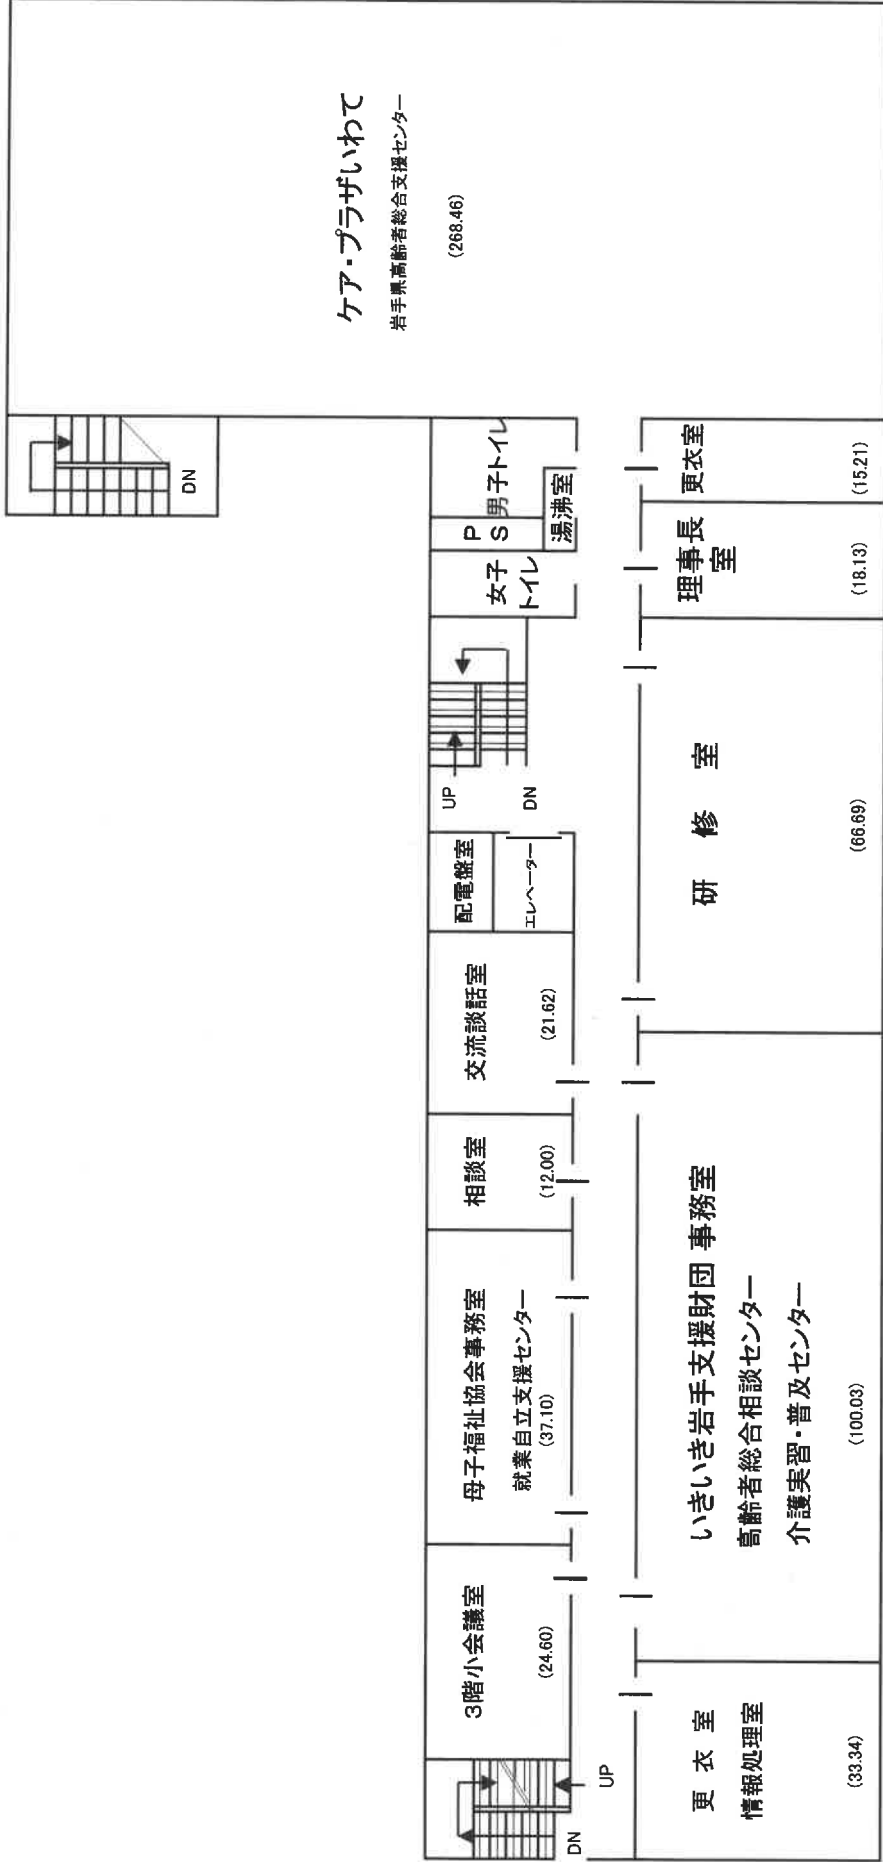 ケア・プラザいわて
岩手県高齢者総合支援センター
(268.46)
DN
男子トイレ
湯沸室
P
S
女子
トイレ
更衣室
(15.21)
理事長
室
(18.13)
UP
DN
研修室
(66.69)
配電盤室
エレベーター
交流談話室
(21.62)
相談室
(12.00)
母子福祉協会事務室
就業自立支援センター
(37.10)
3階小会議室
(24.60)
いきいき岩手支援財団 事務室
高齢者総合相談センター
介護実習・普及センター
(100.03)
UP
DN
更衣室
情報処理室
(33.34)